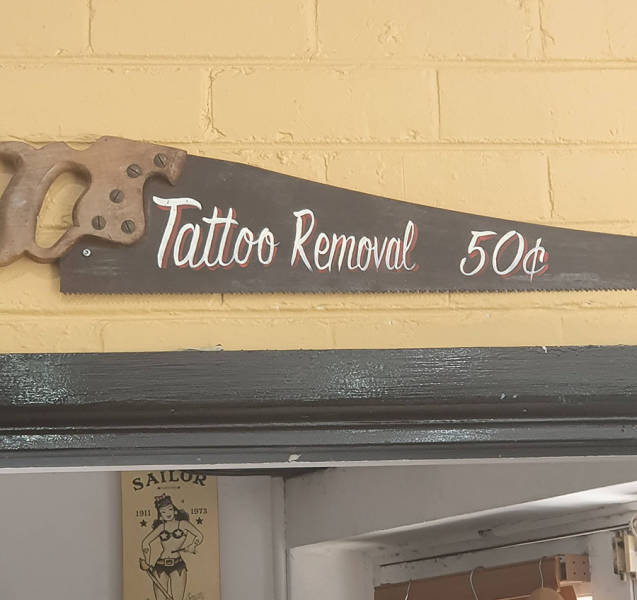 Tattoo Removal 50¢
SAILOR
1911 1973